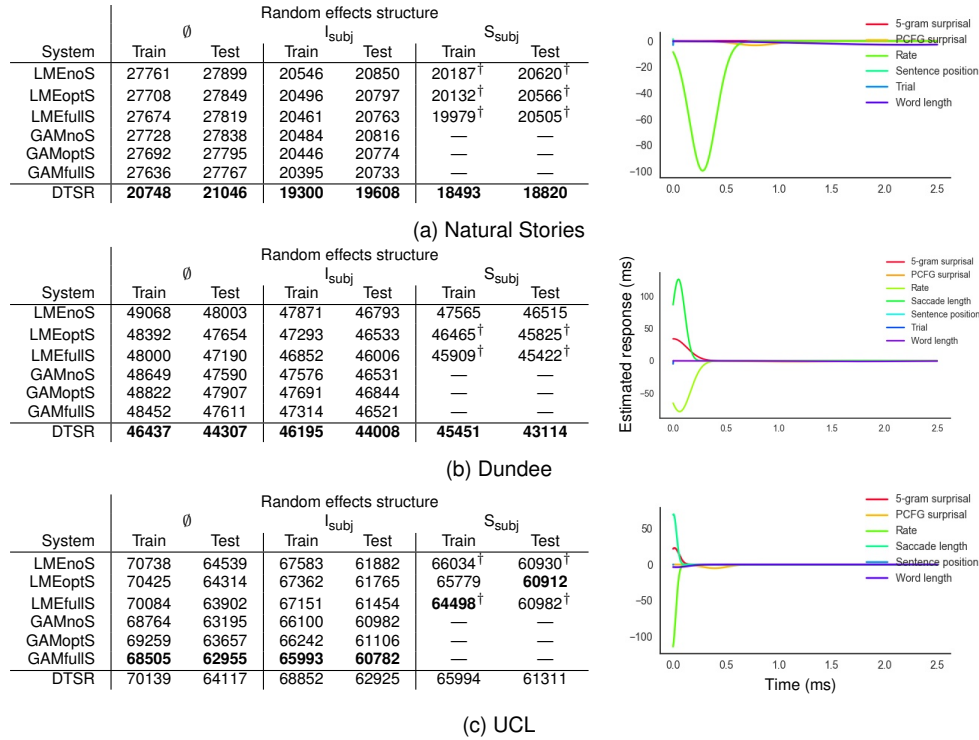 Random effects structure
∅ I_subj S_subj
System Train Test Train Test Train Test
LMEnoS 27761 27899 20546 20850 20187† 20620†
LMEoptS 27708 27849 20496 20797 20132† 20566†
LMEfullS 27674 27819 20461 20763 19979† 20505†
GAMnoS 27728 27838 20484 20816 — —
GAMoptS 27692 27795 20446 20774 — —
GAMfullS 27636 27767 20395 20733 — —
DTSR 20748 21046 19300 19608 18493 18820
5-gram surprisal
PCFG surprisal
Rate
Sentence position
Trial
Word length
0
−20
−40
−60
−80
−100
0.0 0.5 1.0 1.5 2.0 2.5
(a) Natural Stories
Random effects structure
∅ I_subj S_subj
System Train Test Train Test Train Test
LMEnoS 49068 48003 47871 46793 47565 46515
LMEoptS 48392 47654 47293 46533 46465† 45825†
LMEfullS 48000 47190 46852 46006 45909† 45422†
GAMnoS 48649 47590 47576 46531 — —
GAMoptS 48822 47907 47691 46844 — —
GAMfullS 48452 47611 47314 46521 — —
DTSR 46437 44307 46195 44008 45451 43114
Estimated response (ms)
5-gram surprisal
PCFG surprisal
Rate
Saccade length
Sentence position
Trial
Word length
100
50
0
−50
0.0 0.5 1.0 1.5 2.0 2.5
(b) Dundee
Random effects structure
∅ I_subj S_subj
System Train Test Train Test Train Test
LMEnoS 70738 64539 67583 61882 66034† 60930†
LMEoptS 70425 64314 67362 61765 65779 60912
LMEfullS 70084 63902 67151 61454 64498† 60982†
GAMnoS 68764 63195 66100 60982 — —
GAMoptS 69259 63657 66242 61106 — —
GAMfullS 68505 62955 65993 60782 — —
DTSR 70139 64117 68852 62925 65994 61311
5-gram surprisal
PCFG surprisal
Rate
Saccade length
Sentence position
Word length
50
0
−50
−100
0.0 0.5 1.0 1.5 2.0 2.5
Time (ms)
(c) UCL